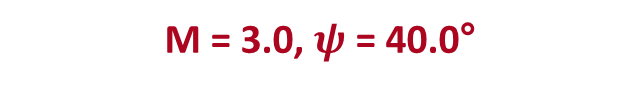 M = 3.0, ψ = 40.0°